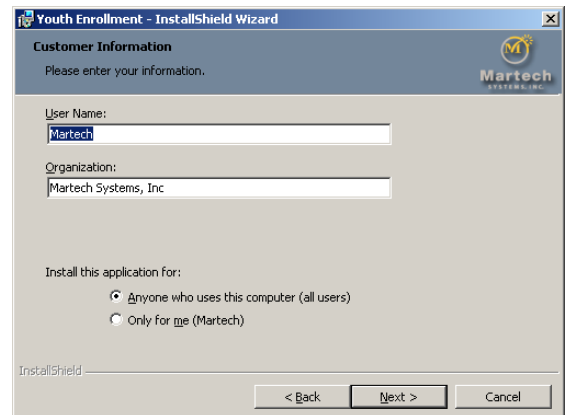 Youth Enrollment - InstallShield Wizard
Customer Information
Please enter your information.
M
Martech
SYSTEMS, INC.
User Name:
Martech
Organization:
Martech Systems, Inc
Install this application for:
Anyone who uses this computer (all users)
Only for me (Martech)
InstallShield
< Back Next > Cancel